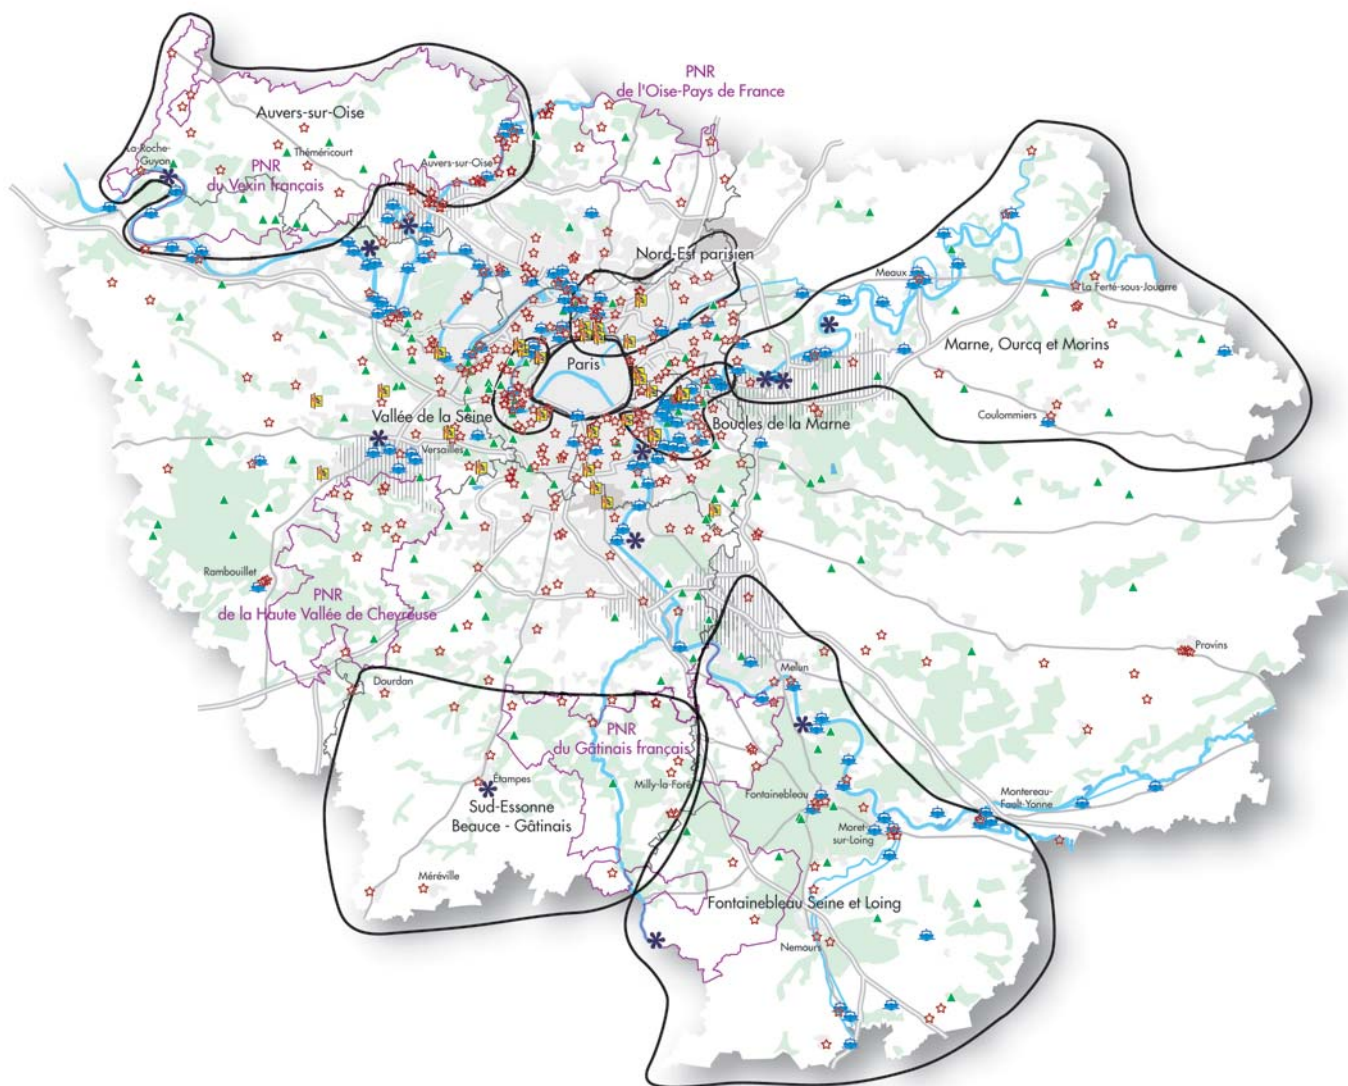 PNR
de l'Oise-Pays de France
Auvers-sur-Oise
La-Roche-
Guyon
Théméricourt
Auvers-sur-Oise
PNR
du Vexin français
Nord-Est parisien
Meaux
La Ferté-sous-Jouarre
Marne, Ourcq et Morins
Paris
Coulommiers
Vallée de la Seine
Boucles de la Marne
Versailles
Rambouillet
PNR
de la Haute Vallée de Chevreuse
Provins
Dourdan
Melun
PNR
du Gâtinais français
Étampes
Milly-la-Foré
Fontainebleau
Montereau-
Fault-Yonne
Sud-Essonne
Beauce - Gâtinais
Moret-
sur-Loing
Méréville
Fontainebleau Seine et Loing
Nemours